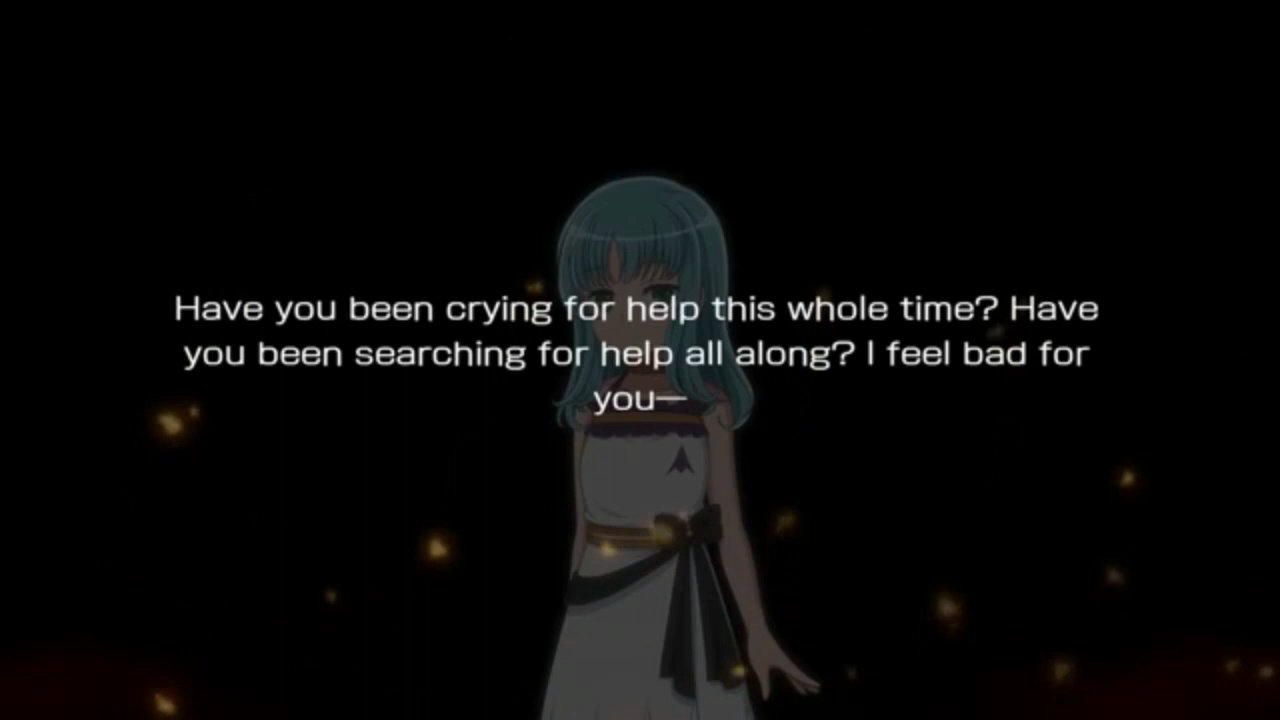 Have you been crying for help this whole time? Have
you been searching for help all along? I feel bad for
you—